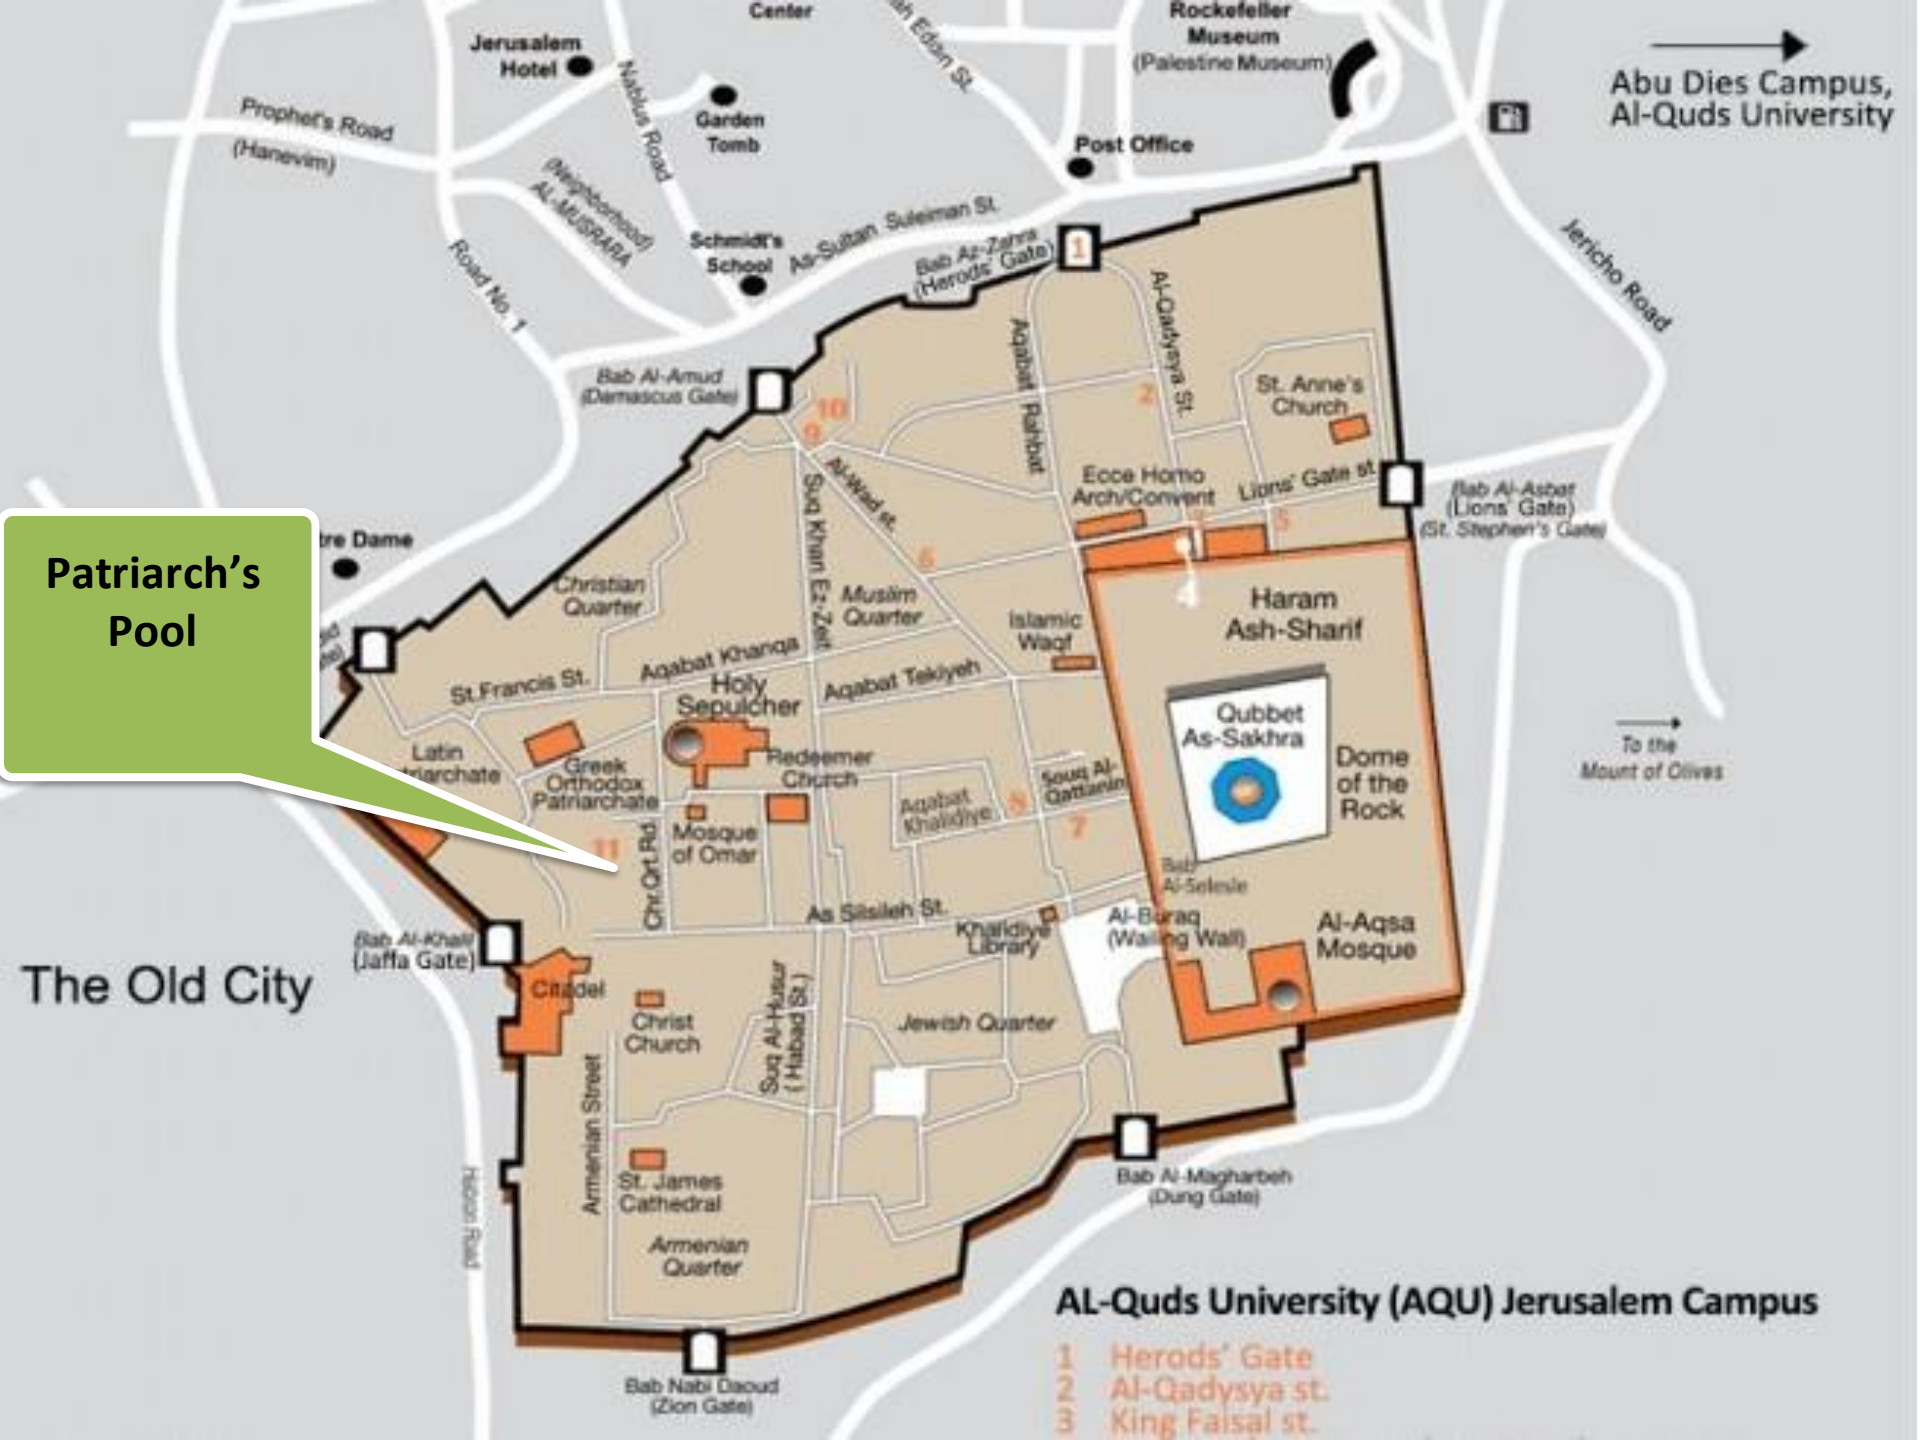 Center
Rockefeller
Museum
(Palestine Museum)
Jerusalem
Hotel
Abu Dies Campus,
Al-Quds University
Nablus Road
Garden
Tomb
Prophet's Road
(Hanevim)
Post Office
(Neighborhood)
AL-MUSRARA
Schmidt's
School
As-Sultan Suleiman St.
Bab Az-Zahra
(Herods' Gate)
1
Road No. 1
Jericho Road
Al-Qadysya St.
Aqabat Rahbat
Bab Al-Amud
(Damascus Gate)
10
9
2
St. Anne's
Church
Al-Wad st.
Suq Khan Ez-Zeit
Ecce Homo
Arch/Convent
Lions' Gate st
Bab Al-Asbat
(Lions' Gate)
(St. Stephen's Gate)
5
4
6
Patriarch's
Pool
tre Dame
Christian
Quarter
Muslim
Quarter
Islamic
Waqf
Haram
Ash-Sharif
Aqabat Khanqa
St.Francis St.
Aqabat Tekiyeh
Holy
Sepulcher
Qubbet
As-Sakhra
Dome
of the
Rock
To the
Mount of Olives
Latin
riarchate
Greek
Orthodox
Patriarchate
Redeemer
Church
Souq Al-
Qattanin
Aqabat
Khalidiye
8
7
Mosque
of Omar
11
Chr.Qrt.Rd.
Bab
Al-Selesle
As Silsileh St.
Khalidiye
Library
Al-Buraq
(Wailing Wall)
Al-Aqsa
Mosque
Bab Al-Khalil
(Jaffa Gate)
The Old City
Citadel
Christ
Church
Suq Al-Husur
( Habad St.)
Jewish Quarter
Armenian Street
St. James
Cathedral
Bab Al-Magharbeh
(Dung Gate)
Hebron Road
Armenian
Quarter
Bab Nabi Daoud
(Zion Gate)
AL-Quds University (AQU) Jerusalem Campus
1 Herods' Gate
2 Al-Qadysya st.
3 King Faisal st.